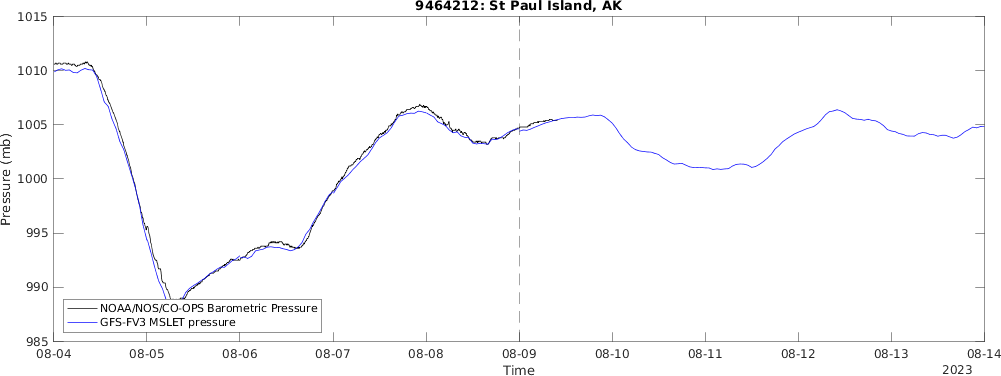 9464212: St Paul Island, AK
Pressure (mb)
1015
1010
1005
1000
995
990
985
NOAA/NOS/CO-OPS Barometric Pressure
GFS-FV3 MSLET pressure
08-04 08-05 08-06 08-07 08-08 08-09 08-10 08-11 08-12 08-13 08-14
Time
2023